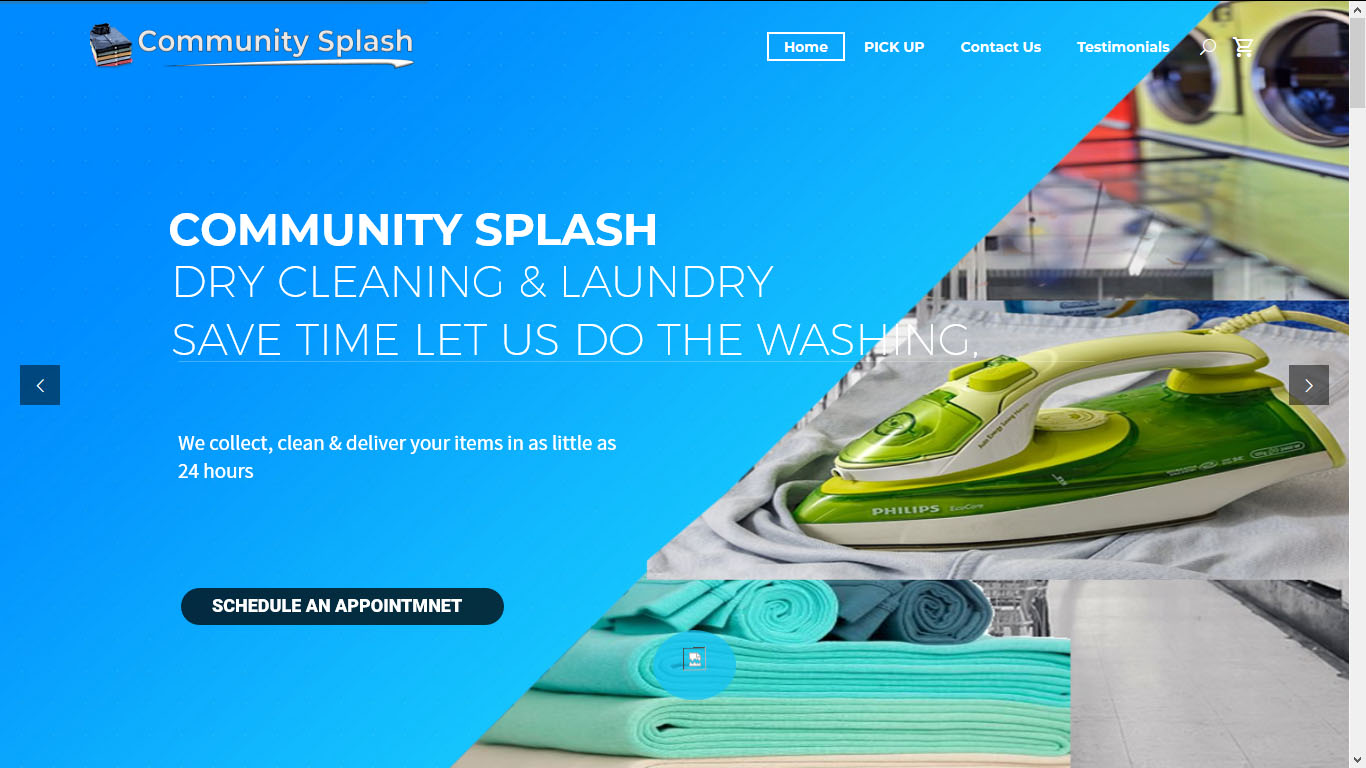 Community Splash
Home PICK UP Contact Us Testimonials
COMMUNITY SPLASH
DRY CLEANING & LAUNDRY
SAVE TIME LET US DO THE WASHING,
We collect, clean & deliver your items in as little as
24 hours
SCHEDULE AN APPOINTMNET
PHILIPS EcoCare